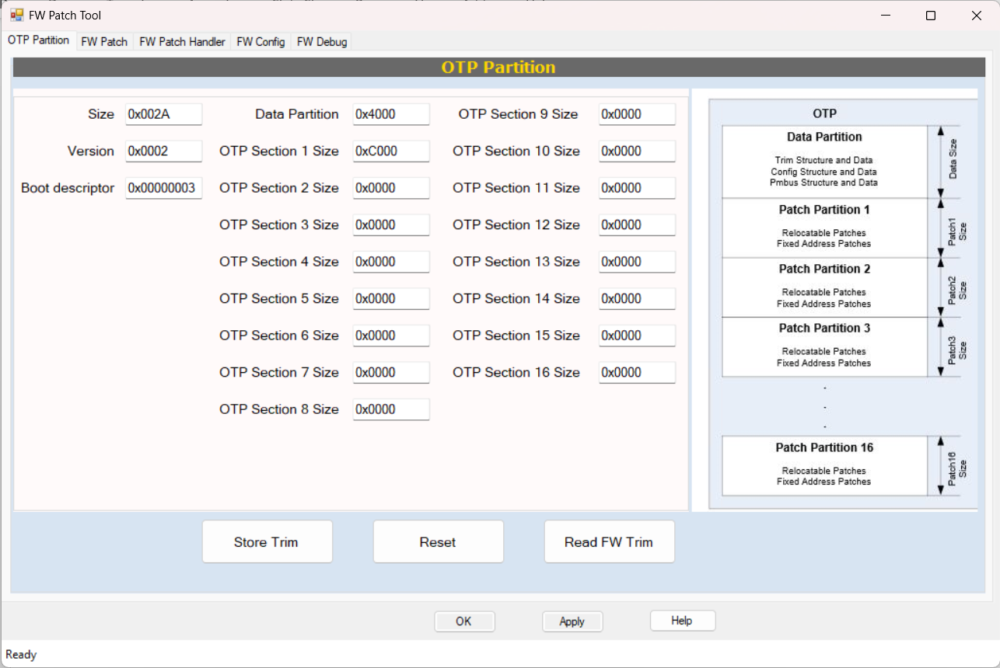 FW Patch Tool
OTP Partition FW Patch FW Patch Handler FW Config FW Debug
OTP Partition
Size 0x002A Data Partition 0x4000 OTP Section 9 Size 0x0000
Version 0x0002 OTP Section 1 Size 0xC000 OTP Section 10 Size 0x0000
Boot descriptor 0x00000003 OTP Section 2 Size 0x0000 OTP Section 11 Size 0x0000
OTP Section 3 Size 0x0000 OTP Section 12 Size 0x0000
OTP Section 4 Size 0x0000 OTP Section 13 Size 0x0000
OTP Section 5 Size 0x0000 OTP Section 14 Size 0x0000
OTP Section 6 Size 0x0000 OTP Section 15 Size 0x0000
OTP Section 7 Size 0x0000 OTP Section 16 Size 0x0000
OTP Section 8 Size 0x0000
OTP
Data Partition
Trim Structure and Data
Config Structure and Data
Pmbus Structure and Data
Data Size
Patch Partition 1
Relocatable Patches
Fixed Address Patches
Patch1
Size
Patch Partition 2
Relocatable Patches
Fixed Address Patches
Patch2
Size
Patch Partition 3
Relocatable Patches
Fixed Address Patches
Patch3
Size
.
.
.
Patch Partition 16
Relocatable Patches
Fixed Address Patches
Patch16
Size
Store Trim Reset Read FW Trim
OK Apply Help
Ready